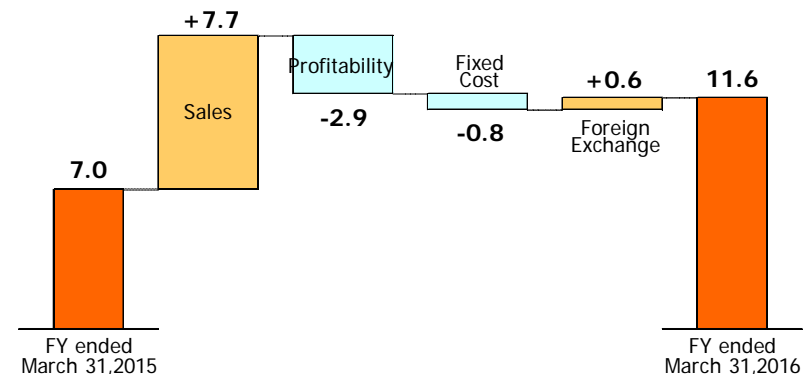 +7.7
Sales
Profitability
-2.9
Fixed
Cost
-0.8
+0.6
Foreign
Exchange
7.0
11.6
FY ended
March 31,2015
FY ended
March 31,2016